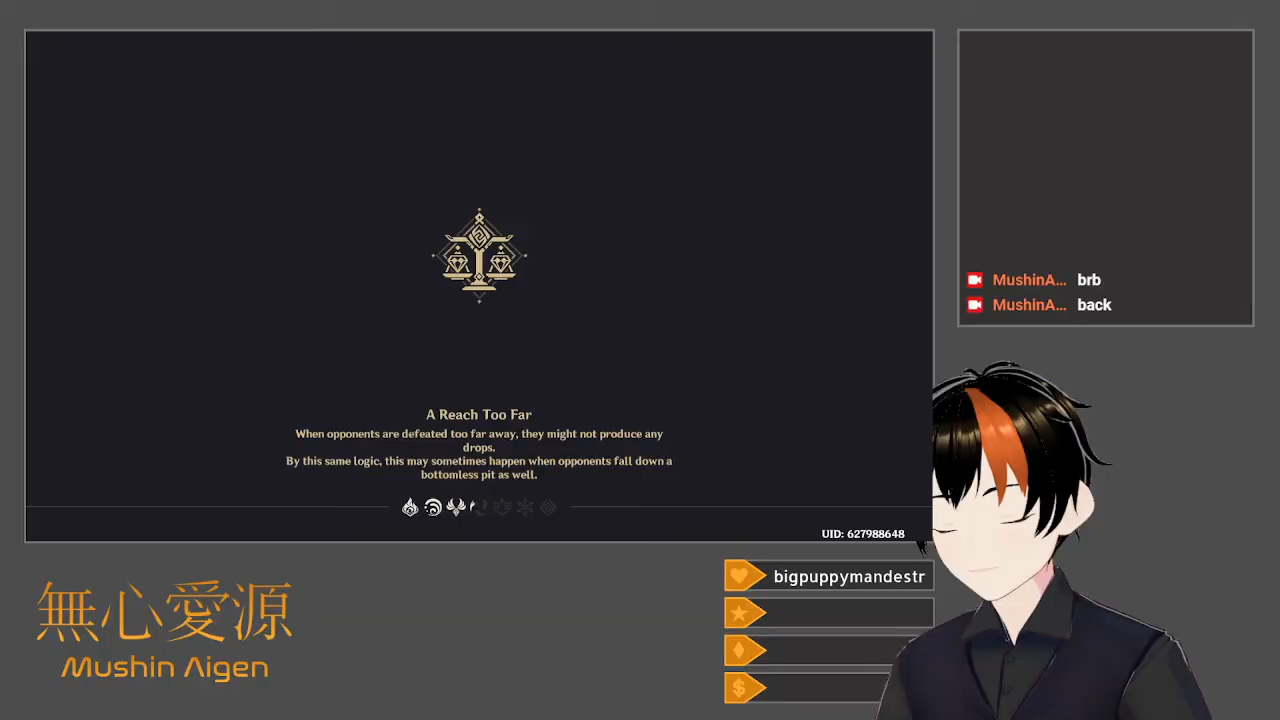 A Reach Too Far
When opponents are defeated too far away, they might not produce any
drops.
By this same logic, this may sometimes happen when opponents fall down a
bottomless pit as well.
UID: 627988648
MushinA... brb
MushinA... back
bigpuppymandestr
無心愛源
Mushin Aigen